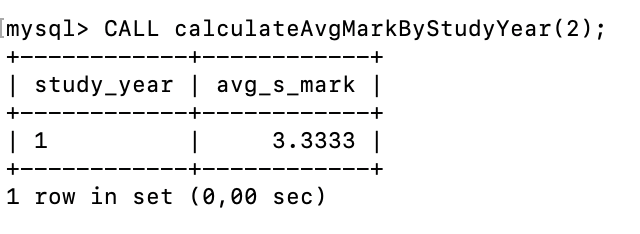 [mysql> CALL calculateAvgMarkByStudyYear(2);
+------------+------------+
| study_year | avg_s_mark |
+------------+------------+
| 1          |     3.3333 |
+------------+------------+
1 row in set (0,00 sec)